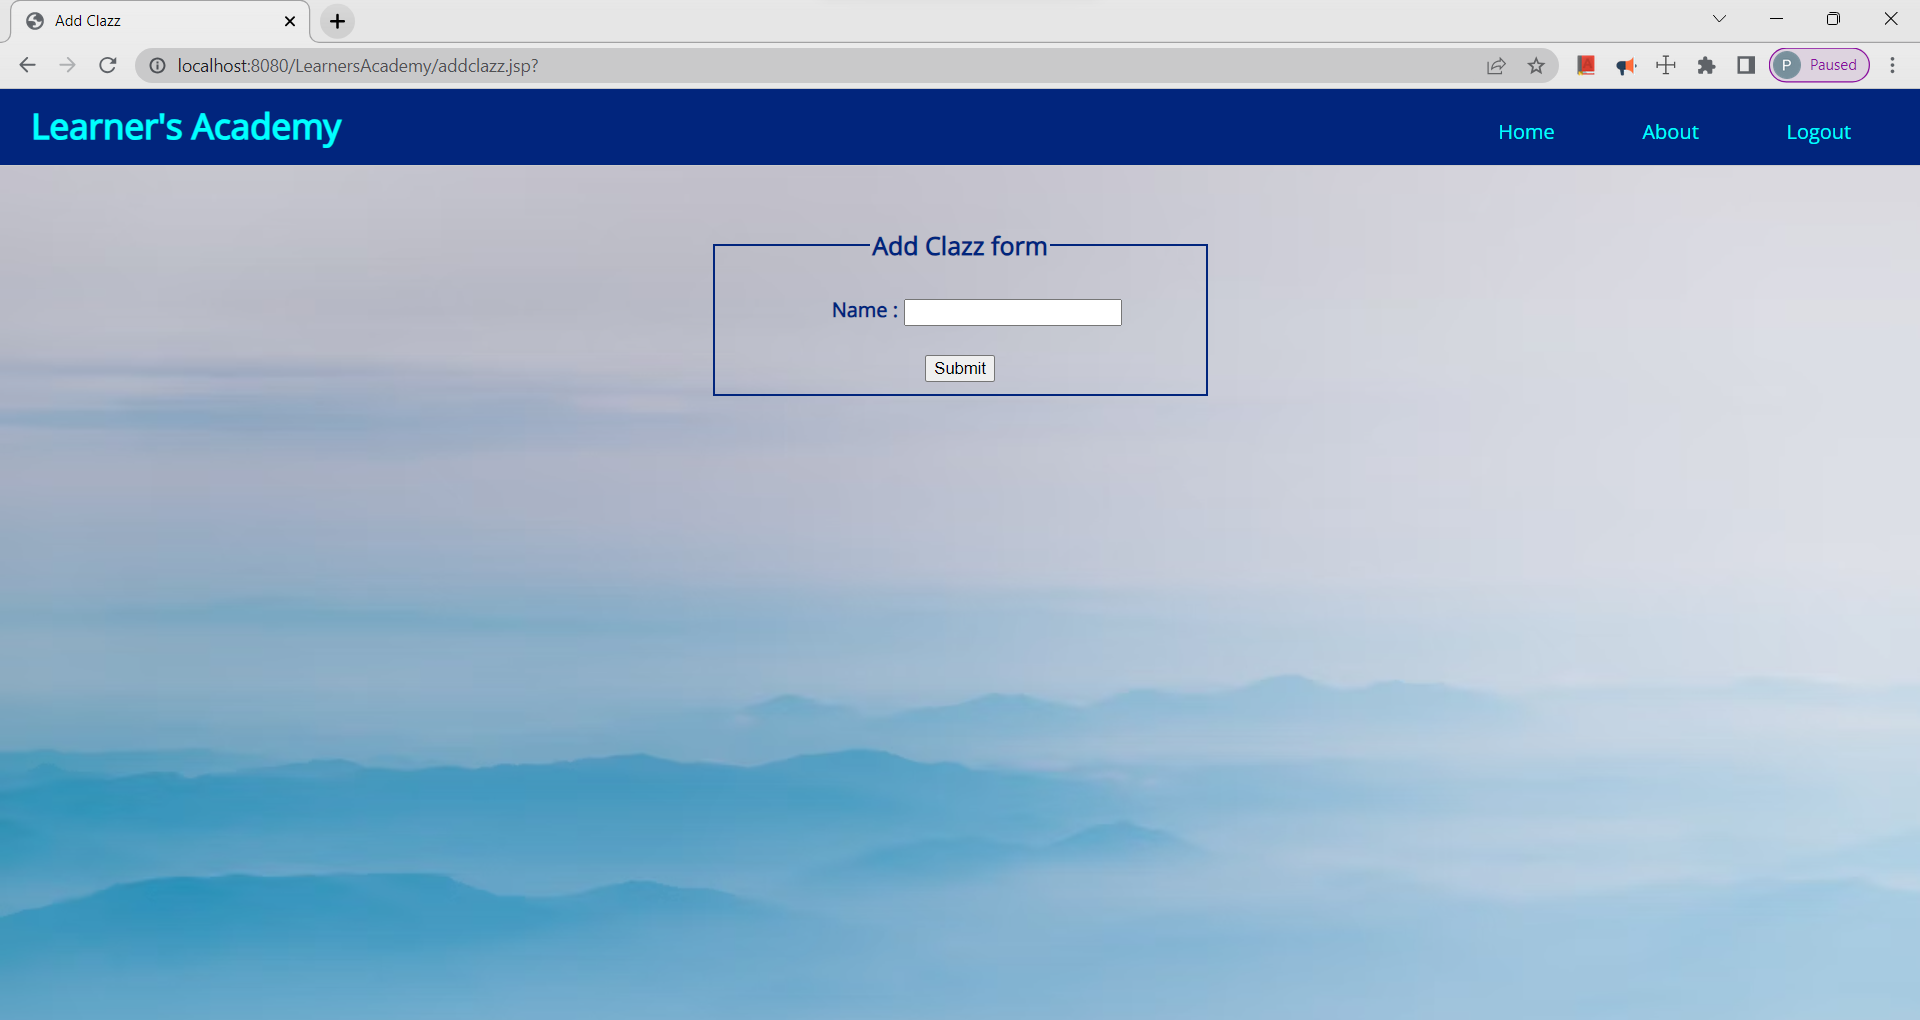 Add Clazz
localhost:8080/LearnersAcademy/addclazz.jsp?
P Paused
Learner's Academy
Home About Logout
Add Clazz form
Name :
Submit